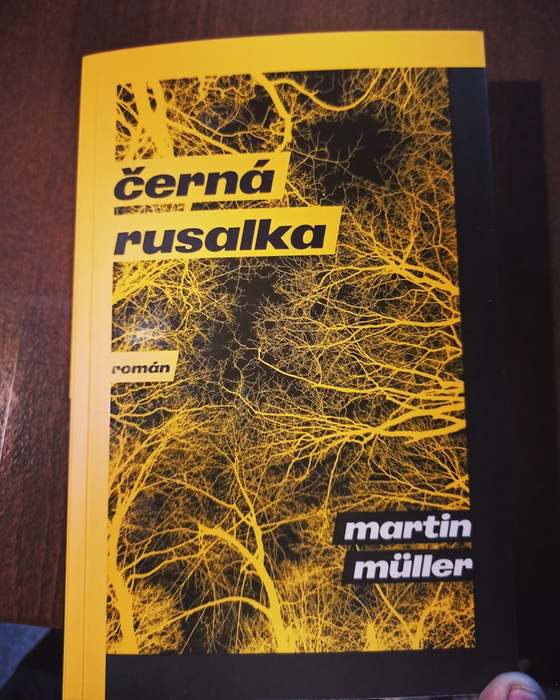 černá
rusalka
román
martin
müller